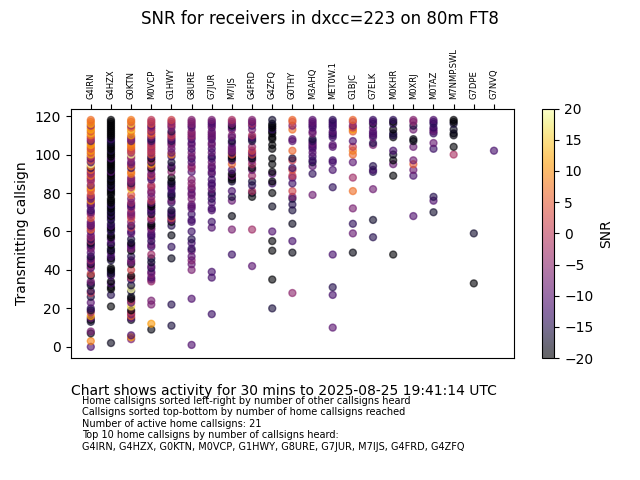 SNR for receivers in dxcc=223 on 80m FT8
G4IRN G4HZX G0KTN M0VCP G1HWY G8URE G7JUR M7IJS G4FRD G4ZFQ G0THY M3AHQ MET0W.1 G1BJC G7ELK M0KHR M0XRJ M0TAZ M7NMP.SWL G7DPE G7NVQ
120
100
80
60
40
20
0
Transmitting callsign
20
15
10
5
0
−5
−10
−15
−20
SNR
Chart shows activity for 30 mins to 2025-08-25 19:41:14 UTC
Home callsigns sorted left-right by number of other callsigns heard
Callsigns sorted top-bottom by number of home callsigns reached
Number of active home callsigns: 21
Top 10 home callsigns by number of callsigns heard:
G4IRN, G4HZX, G0KTN, M0VCP, G1HWY, G8URE, G7JUR, M7IJS, G4FRD, G4ZFQ